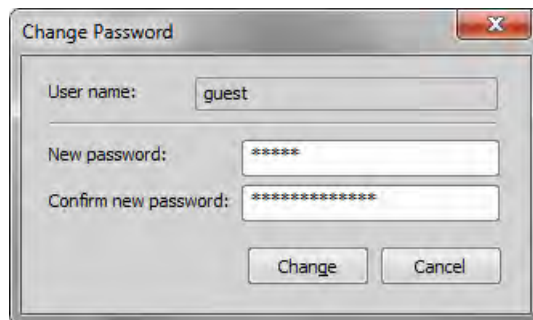 Change Password
User name: guest
New password: *****
Confirm new password: *************
Change Cancel